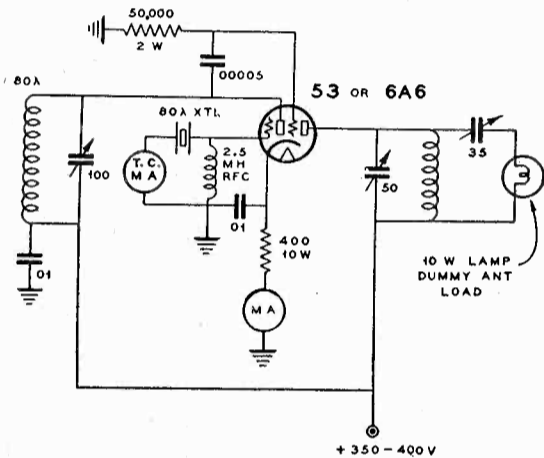 50,000
2 W
00005
53 OR 6A6
80λ
80λ XTL
100
T.C.
MA
2.5
MH
RFC
50
35
01
01
400
10W
10 W LAMP
DUMMY ANT
LOAD
MA
+350-400V